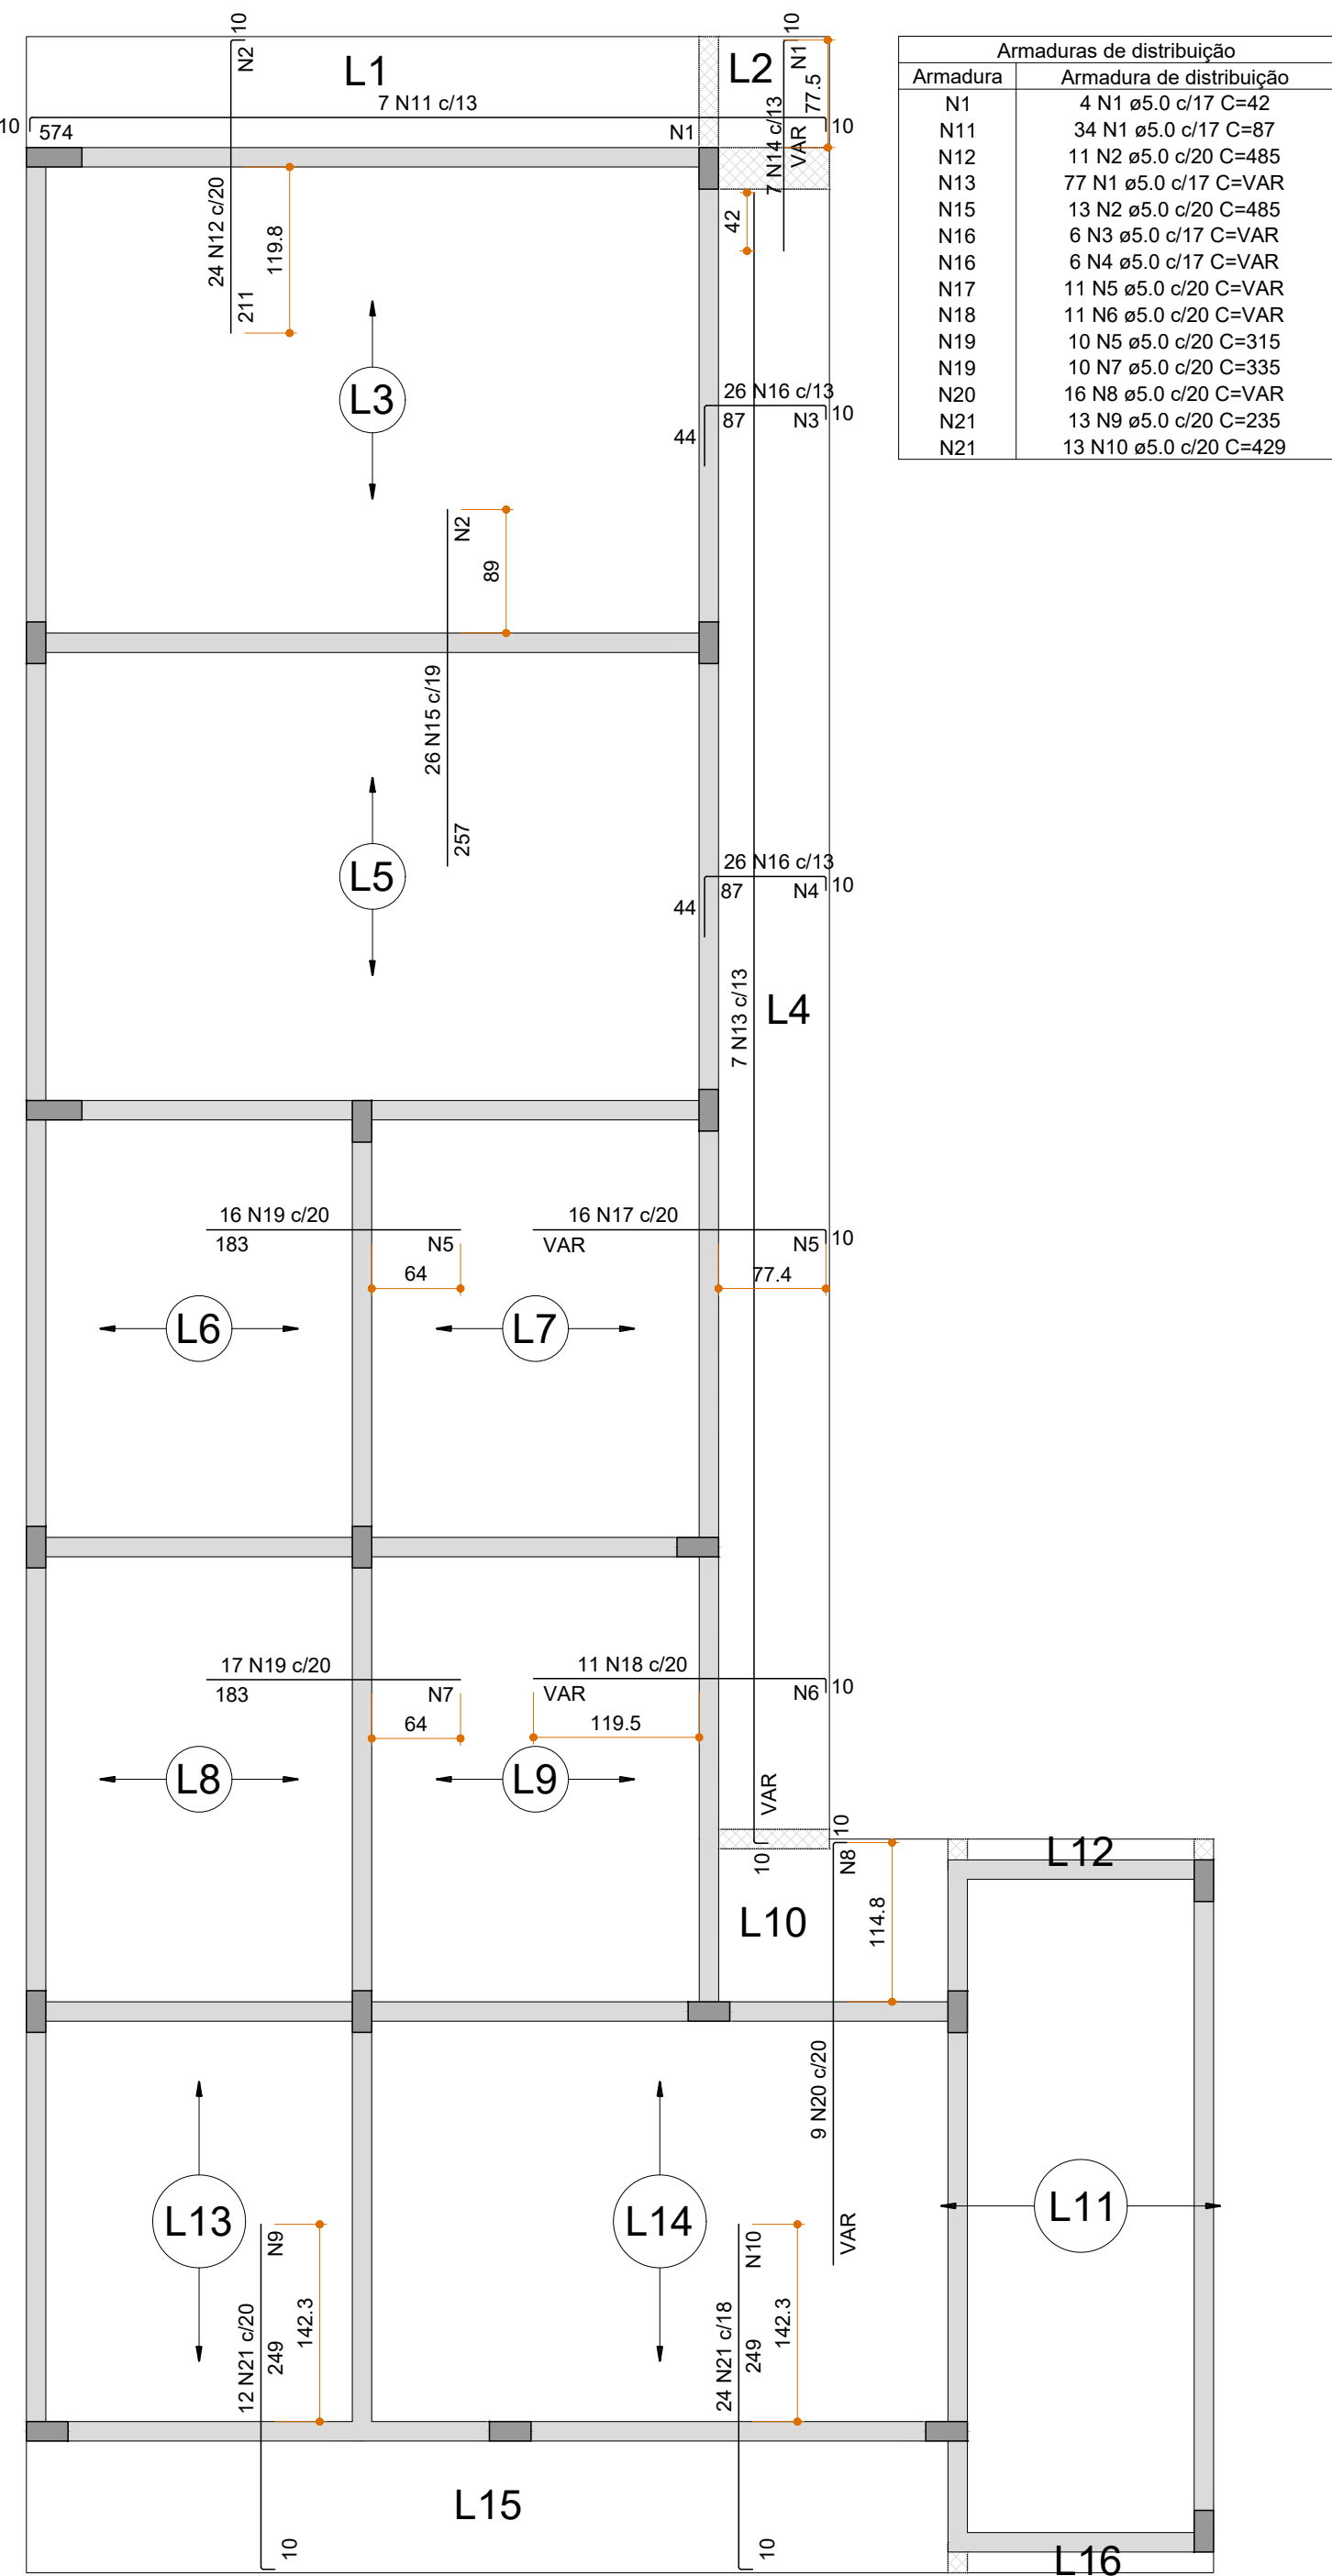 10
N2
L1
7 N11 c/13
10
574
N1
10
L2
10
N1
77.5
7 N14 c/13
VAR
Armaduras de distribuição
Armadura Armadura de distribuição
N1 4 N1 ø5.0 c/17 C=42
N11 34 N1 ø5.0 c/17 C=87
N12 11 N2 ø5.0 c/20 C=485
N13 77 N1 ø5.0 c/17 C=VAR
N15 13 N2 ø5.0 c/20 C=485
N16 6 N3 ø5.0 c/17 C=VAR
N16 6 N4 ø5.0 c/17 C=VAR
N17 11 N5 ø5.0 c/20 C=VAR
N18 11 N6 ø5.0 c/20 C=VAR
N19 10 N5 ø5.0 c/20 C=315
N19 10 N7 ø5.0 c/20 C=335
N20 16 N8 ø5.0 c/20 C=VAR
N21 13 N9 ø5.0 c/20 C=235
N21 13 N10 ø5.0 c/20 C=429
24 N12 c/20
211
119.8
42
L3
26 N16 c/13
87
N3
10
44
N2
89
26 N15 c/19
257
L5
26 N16 c/13
87
N4
10
44
7 N13 c/13
L4
16 N19 c/20
183
N5
64
16 N17 c/20
VAR
N5
10
77.4
L6
L7
17 N19 c/20
183
N7
64
11 N18 c/20
VAR
N6
10
119.5
L8
L9
VAR
10
10
N8
114.8
L10
L12
9 N20 c/20
VAR
L13
L14
L11
N9
12 N21 c/20
249
142.3
10
N10
24 N21 c/18
249
142.3
10
L15
L16